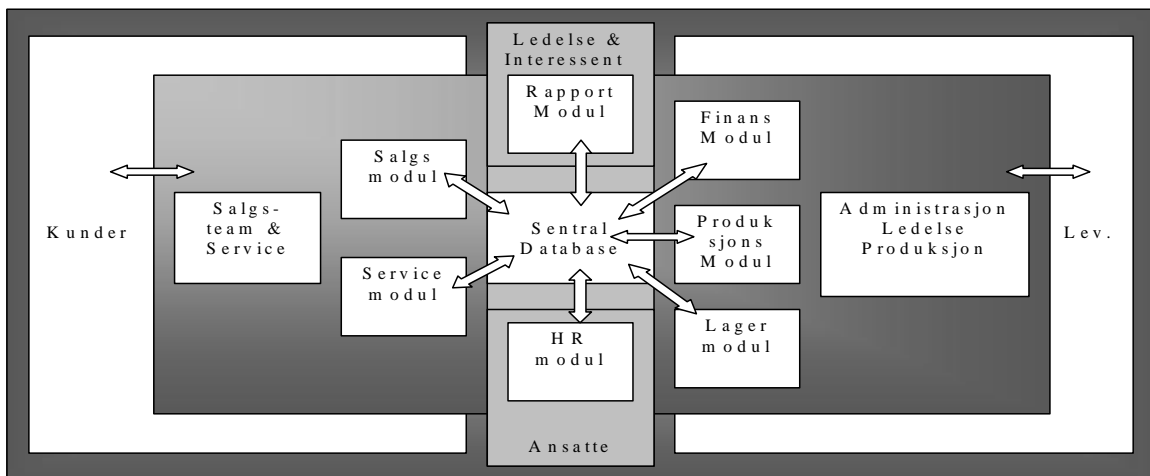 Ledelse &
Interessent
Rapport
Modul
Finans
Modul
Salgs
modul
Kunder
Salgs-
team &
Service
Sentral
Database
Produk
sjons
Modul
Administrasjon
Ledelse
Produksjon
Lev.
Service
modul
HR
modul
Lager
modul
Ansatte